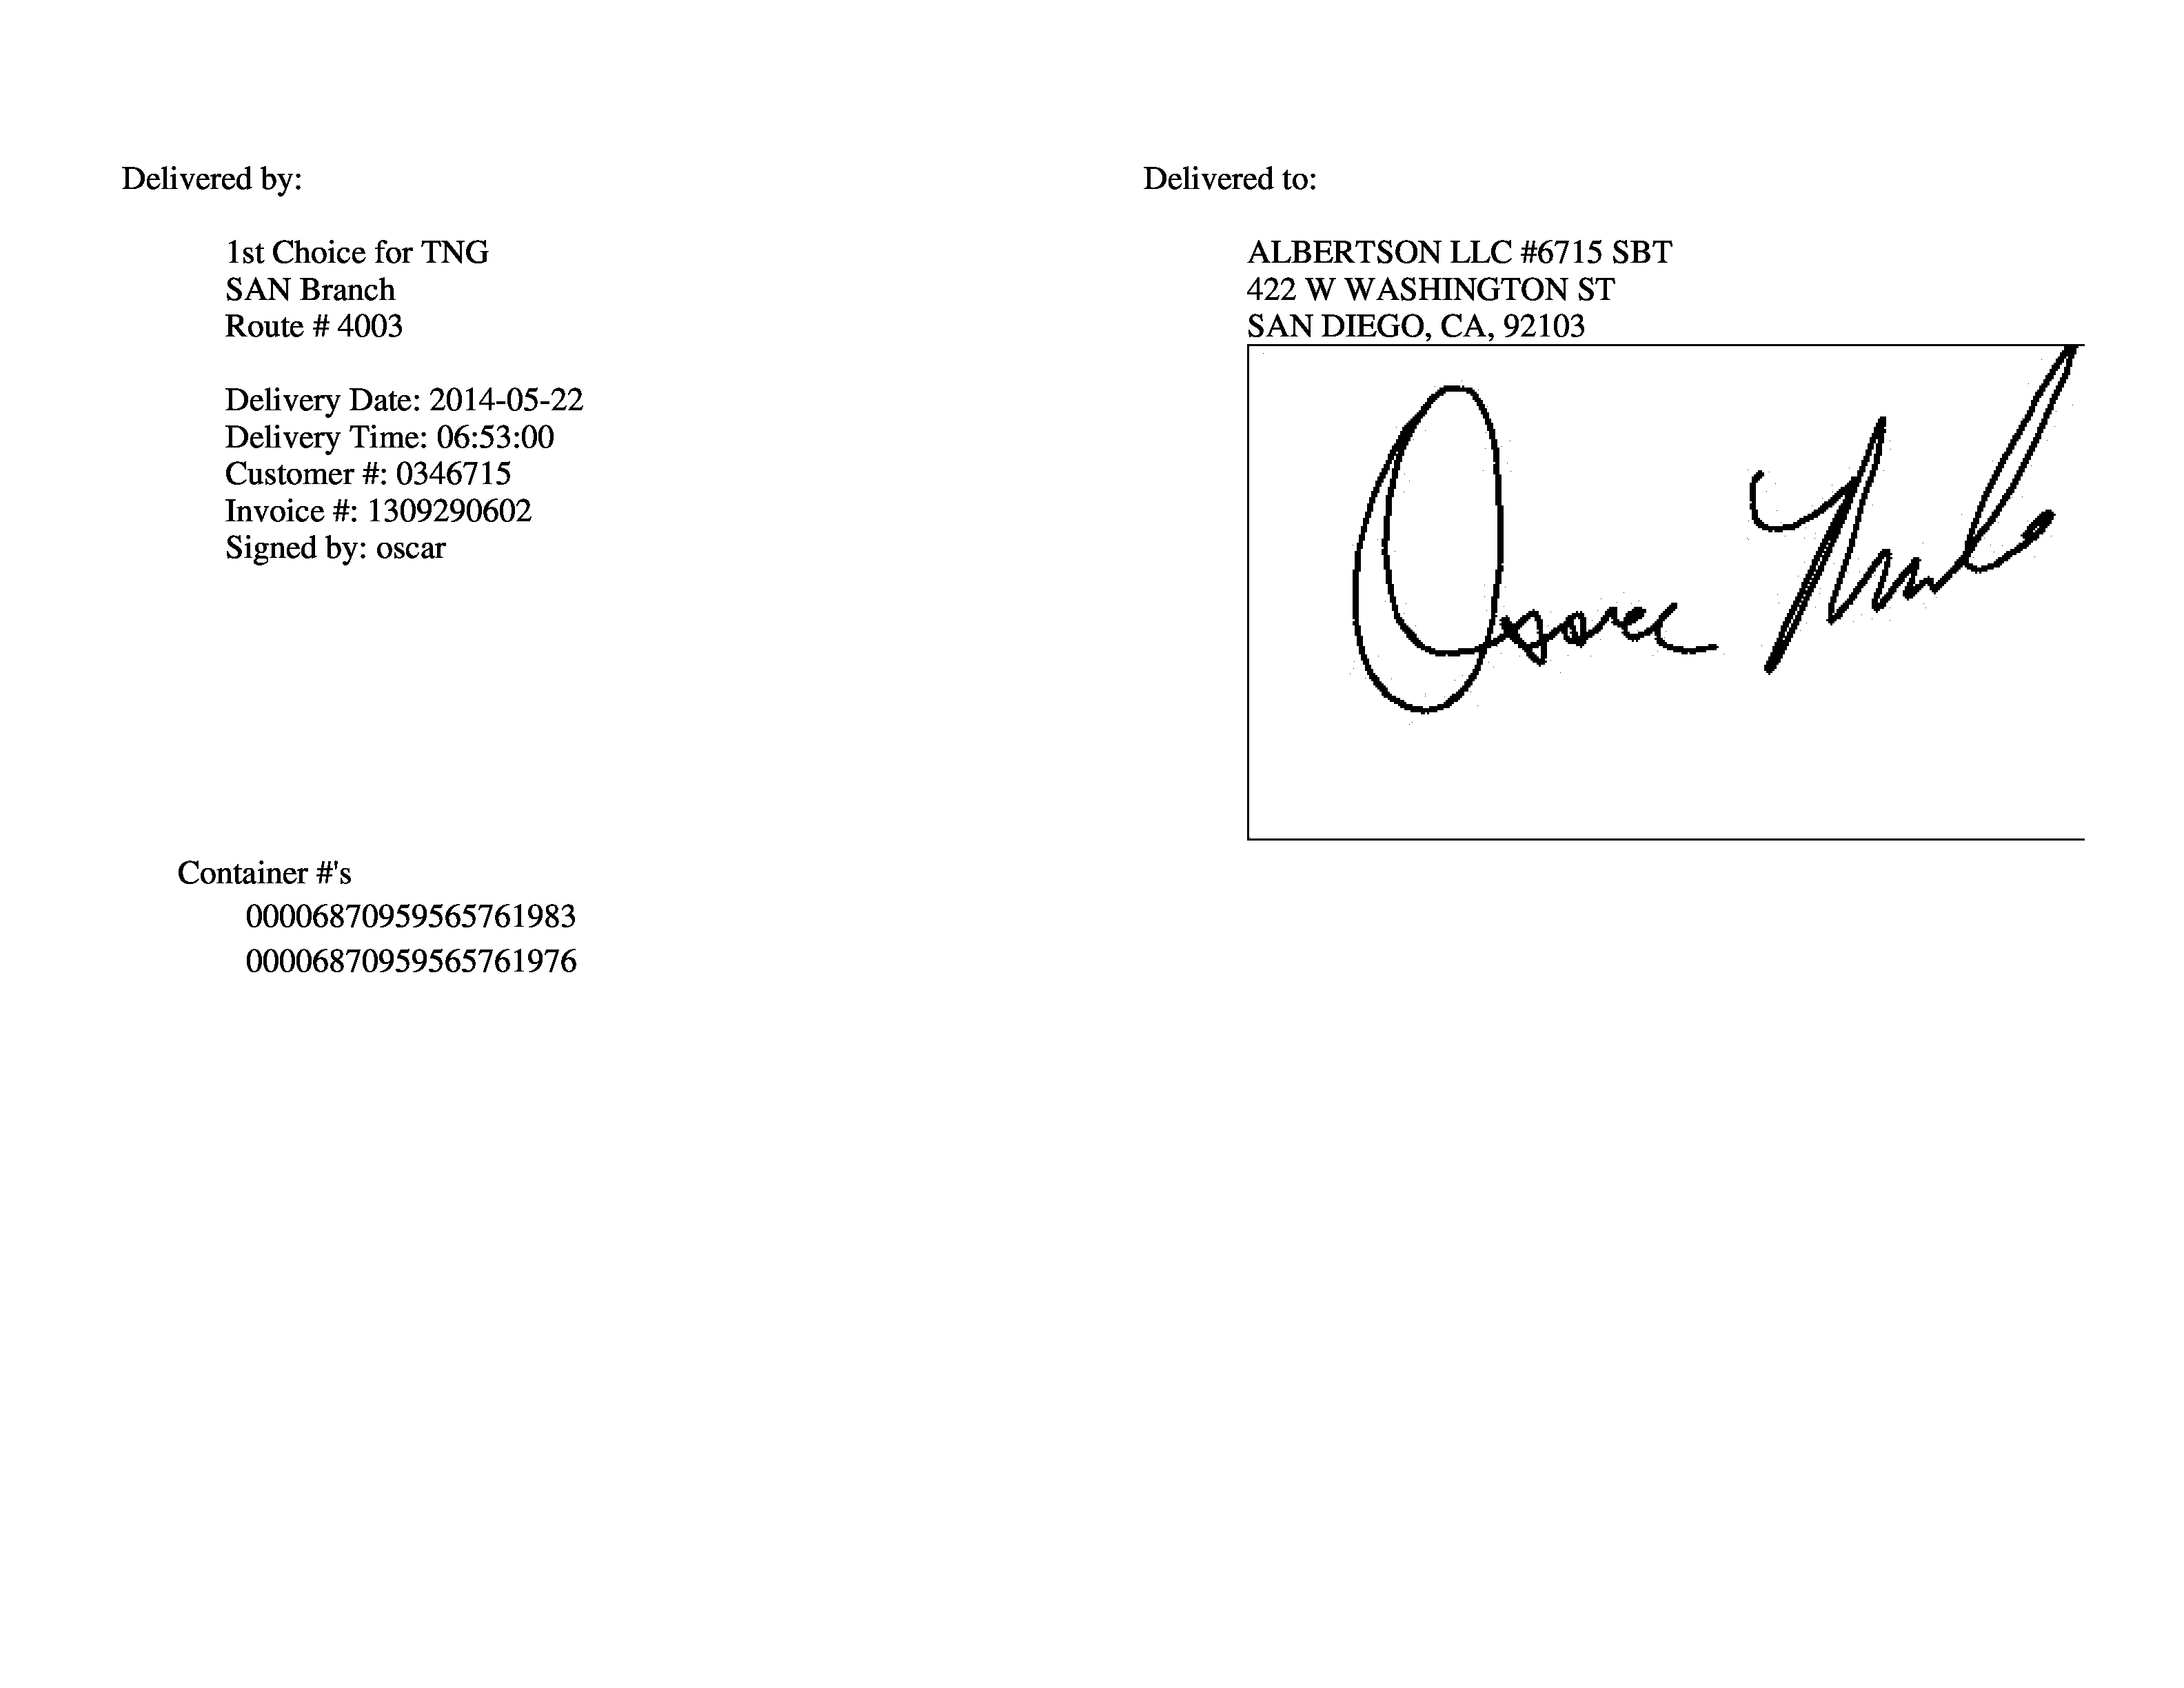 Delivered by:
1st Choice for TNG
SAN Branch
Route # 4003
Delivery Date: 2014-05-22
Delivery Time: 06:53:00
Customer #: 0346715
Invoice #: 1309290602
Signed by: oscar
Delivered to:
ALBERTSON LLC #6715 SBT
422 W WASHINGTON ST
SAN DIEGO, CA, 92103
Container #'s
00006870959565761983
00006870959565761976